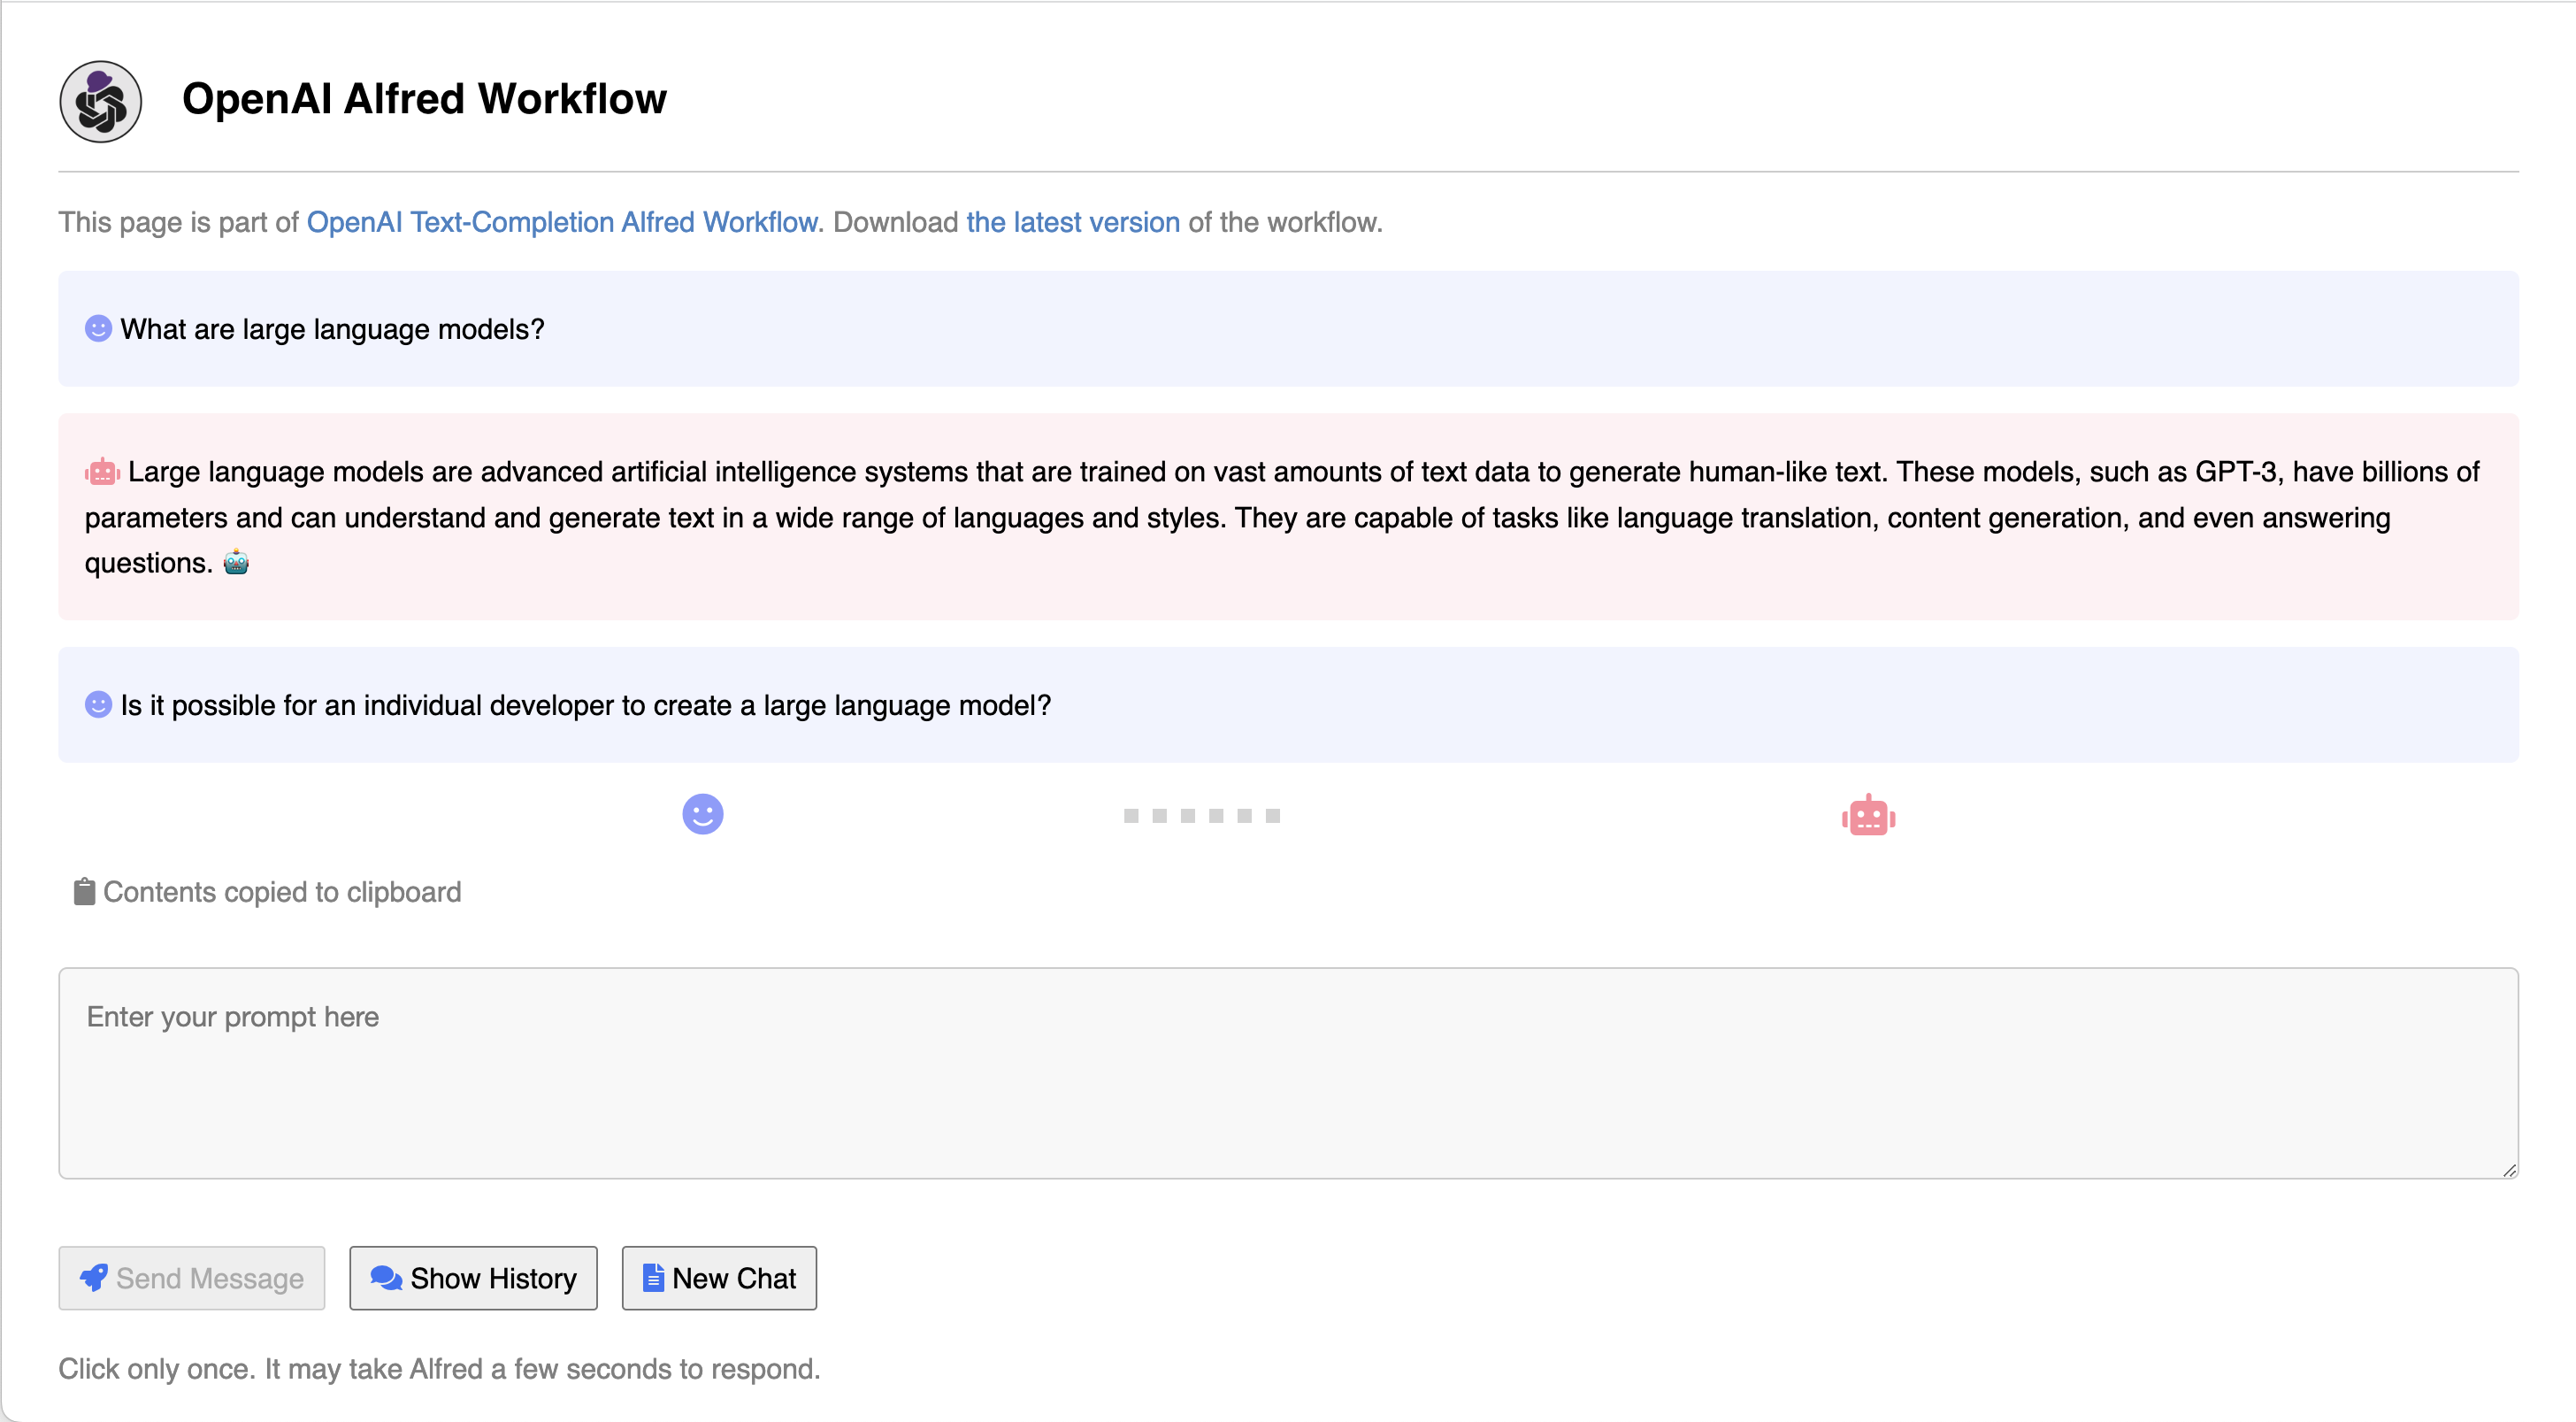 OpenAI Alfred Workflow
This page is part of OpenAI Text-Completion Alfred Workflow. Download the latest version of the workflow.
What are large language models?
Large language models are advanced artificial intelligence systems that are trained on vast amounts of text data to generate human-like text. These models, such as GPT-3, have billions of
parameters and can understand and generate text in a wide range of languages and styles. They are capable of tasks like language translation, content generation, and even answering
questions. 🤖
Is it possible for an individual developer to create a large language model?
Contents copied to clipboard
Enter your prompt here
Send Message Show History New Chat
Click only once. It may take Alfred a few seconds to respond.